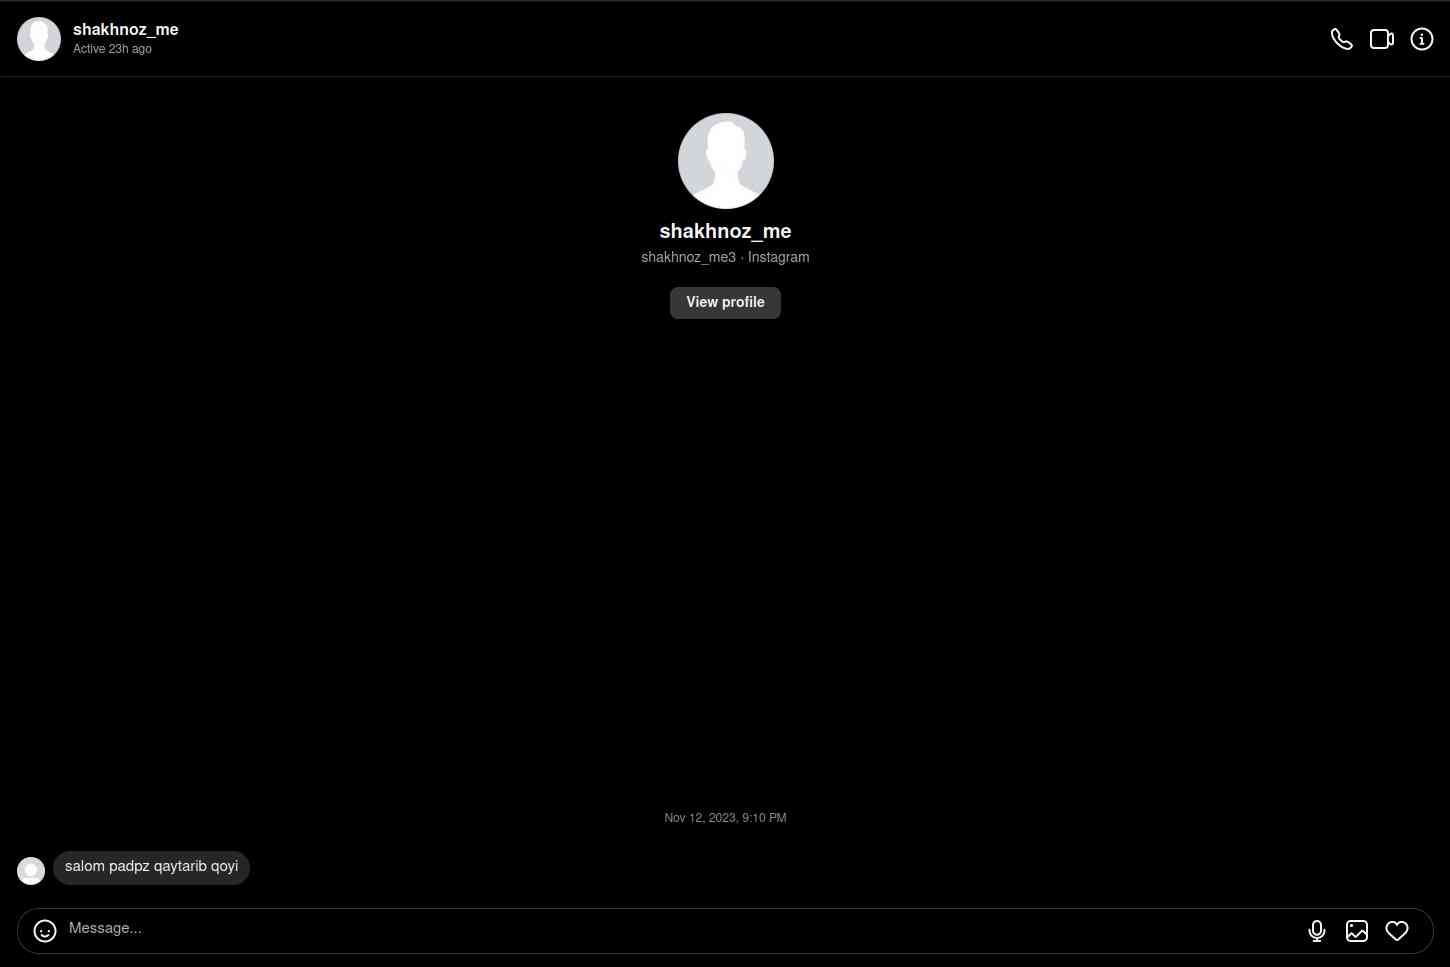 shakhnoz_me
Active 23h ago
shakhnoz_me
shakhnoz_me3 · Instagram
View profile
Nov 12, 2023, 9:10 PM
salom padpz qaytarib qoyi
Message...